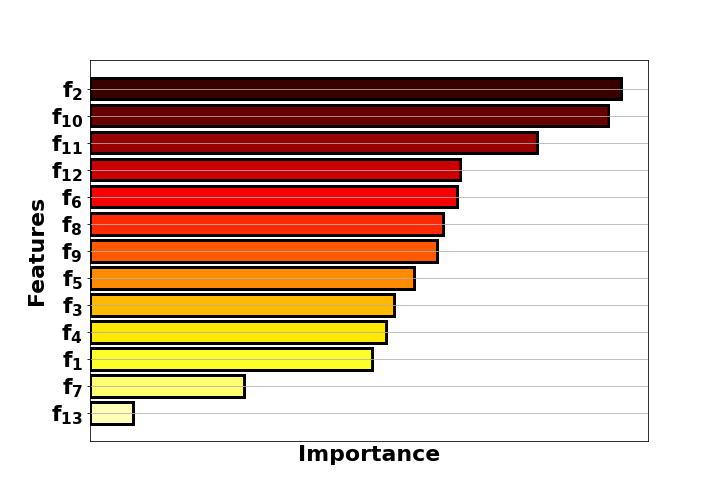 f₂
f₁₀
f₁₁
f₁₂
f₆
f₈
f₉
f₅
f₃
f₄
f₁
f₇
f₁₃
Features
Importance